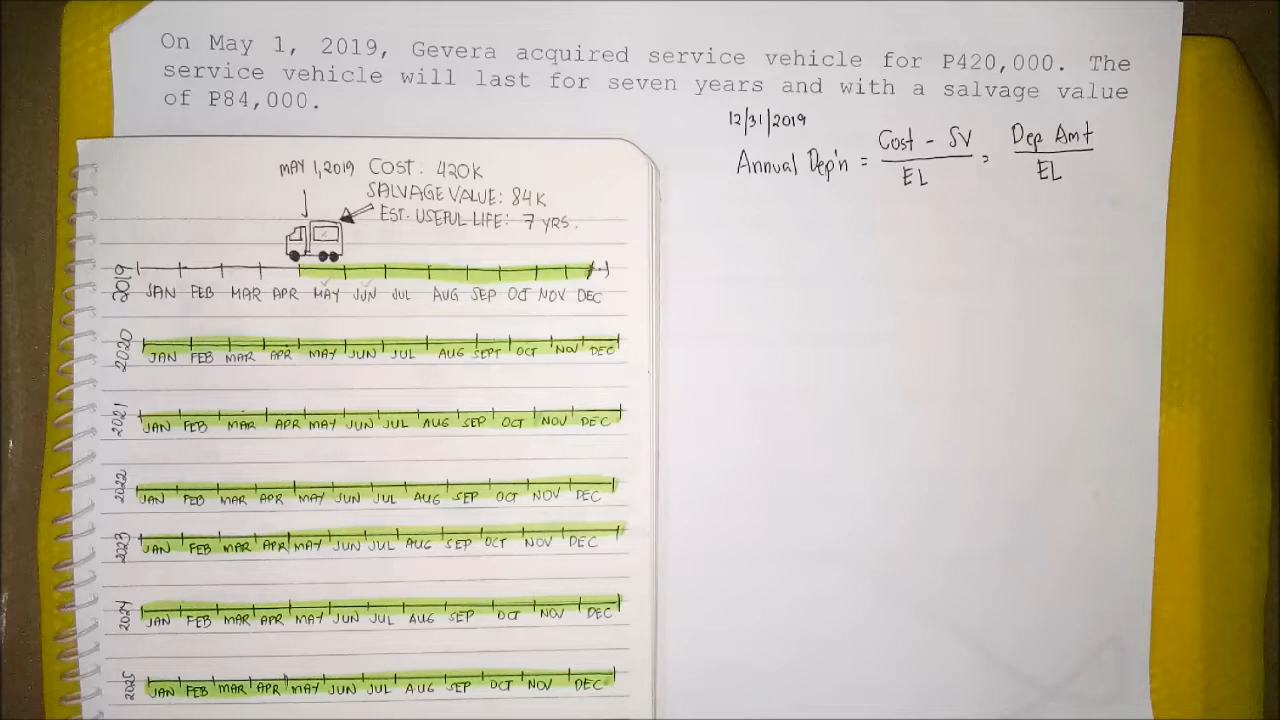 On May 1, 2019, Gevera acquired service vehicle for P420,000. The
service vehicle will last for seven years and with a salvage value
of P84,000.
12/31/2019
Annual Dep'n = Cost - SV / EL = Dep Amt / EL
MAY 1, 2019 COST: 420K
SALVAGE VALUE: 84K
EST. USEFUL LIFE: 7 YRS.
2019
JAN FEB MAR APR MAY JUN JUL AUG SEP OCT NOV DEC
2020
JAN FEB MAR APR MAY JUN JUL AUG SEPT OCT NOV DEC
2021
JAN FEB MAR APR MAY JUN JUL AUG SEP OCT NOV DEC
2022
JAN FEB MAR APR MAY JUN JUL AUG SEP OCT NOV DEC
2023
JAN FEB MAR APR MAY JUN JUL AUG SEP OCT NOV DEC
2024
JAN FEB MAR APR MAY JUN JUL AUG SEP OCT NOV DEC
2025
JAN FEB MAR APR MAY JUN JUL AUG SEP OCT NOV DEC